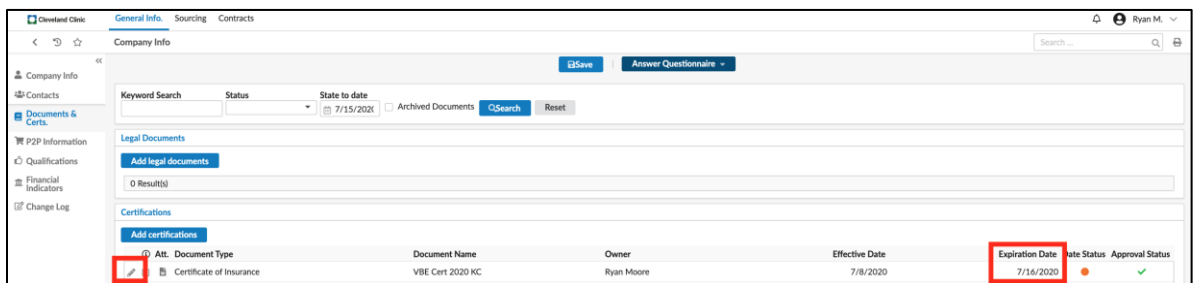 Cleveland Clinic General Info. Sourcing Contracts Ryan M.
Company Info Search ...
Save Answer Questionnaire
Company Info
Contacts
Documents &
Certs.
P2P Information
Qualifications
Financial
Indicators
Change Log
Keyword Search Status State to date
7/15/202( Archived Documents Search Reset
Legal Documents
Add legal documents
0 Result(s)
Certifications
Add certifications
Att. Document Type Document Name Owner Effective Date Expiration Date ate Status Approval Status
Certificate of Insurance VBE Cert 2020 KC Ryan Moore 7/8/2020 7/16/2020